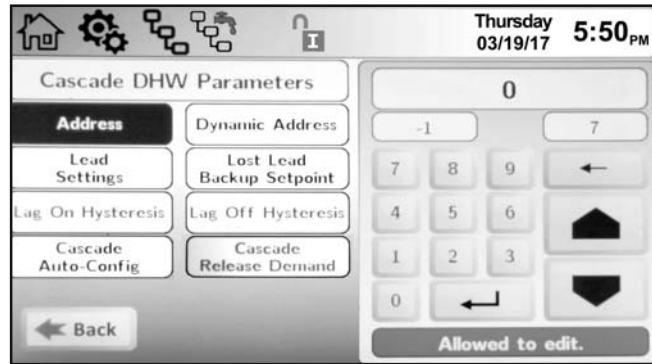 I
Thursday
03/19/17
5:50 PM
Cascade DHW Parameters
Address
Dynamic Address
Lead
Settings
Lost Lead
Backup Setpoint
Lag On Hysteresis
Lag Off Hysteresis
Cascade
Auto-Config
Cascade
Release Demand
Back
0
-1
7
7 8 9
4 5 6
1 2 3
0
Allowed to edit.